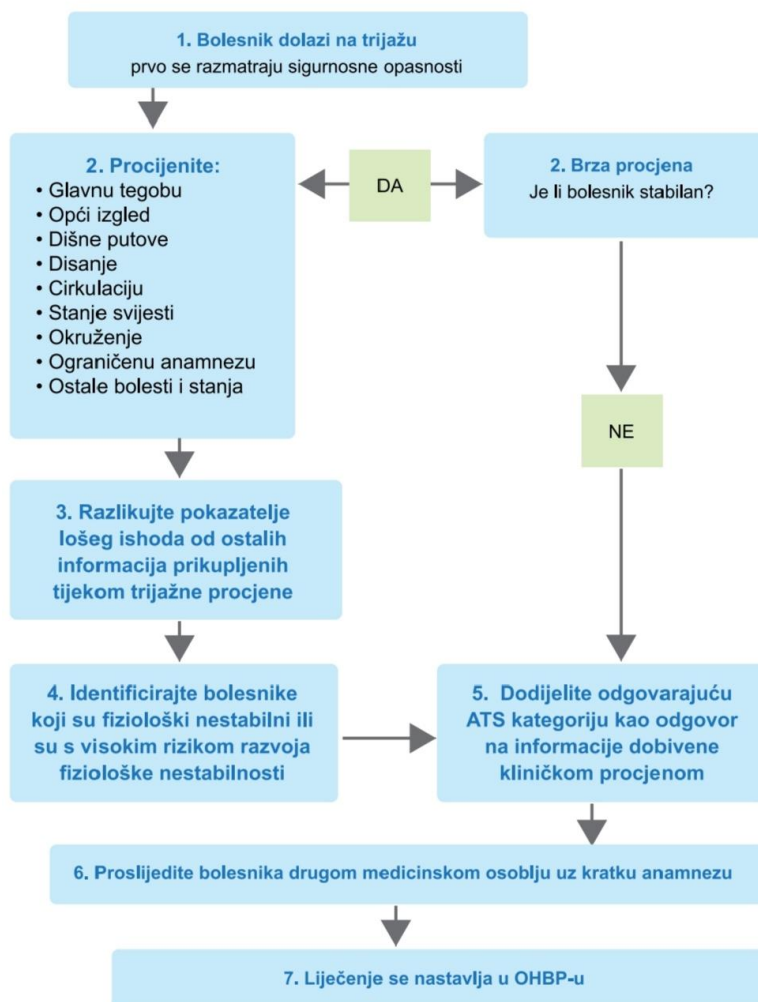 1. Bolesnik dolazi na trijažu
prvo se razmatraju sigurnosne opasnosti
2. Procijenite:
• Glavnu tegobu
• Opći izgled
• Dišne putove
• Disanje
• Cirkulaciju
• Stanje svijesti
• Okruženje
• Ograničenu anamnezu
• Ostale bolesti i stanja
DA
2. Brza procjena
Je li bolesnik stabilan?
NE
3. Razlikujte pokazatelje
lošeg ishoda od ostalih
informacija prikupljenih
tijekom trijažne procjene
4. Identificirajte bolesnike
koji su fiziološki nestabilni ili
su s visokim rizikom razvoja
fiziološke nestabilnosti
5. Dodijelite odgovarajuću
ATS kategoriju kao odgovor
na informacije dobivene
kliničkom procjenom
6. Proslijedite bolesnika drugom medicinskom osoblju uz kratku anamnezu
7. Liječenje se nastavlja u OHBP-u